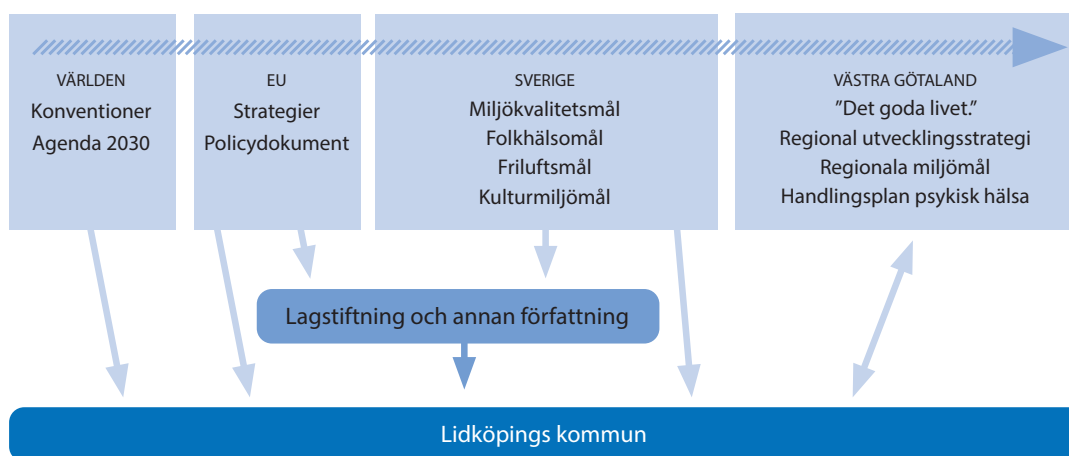 VÄRLDEN
Konventioner
Agenda 2030
EU
Strategier
Policydokument
SVERIGE
Miljökvalitetsmål
Folkhälsomål
Friluftsmål
Kulturmiljömål
VÄSTRA GÖTALAND
”Det goda livet.”
Regional utvecklingsstrategi
Regionala miljömål
Handlingsplan psykisk hälsa
Lagstiftning och annan författning
Lidköpings kommun